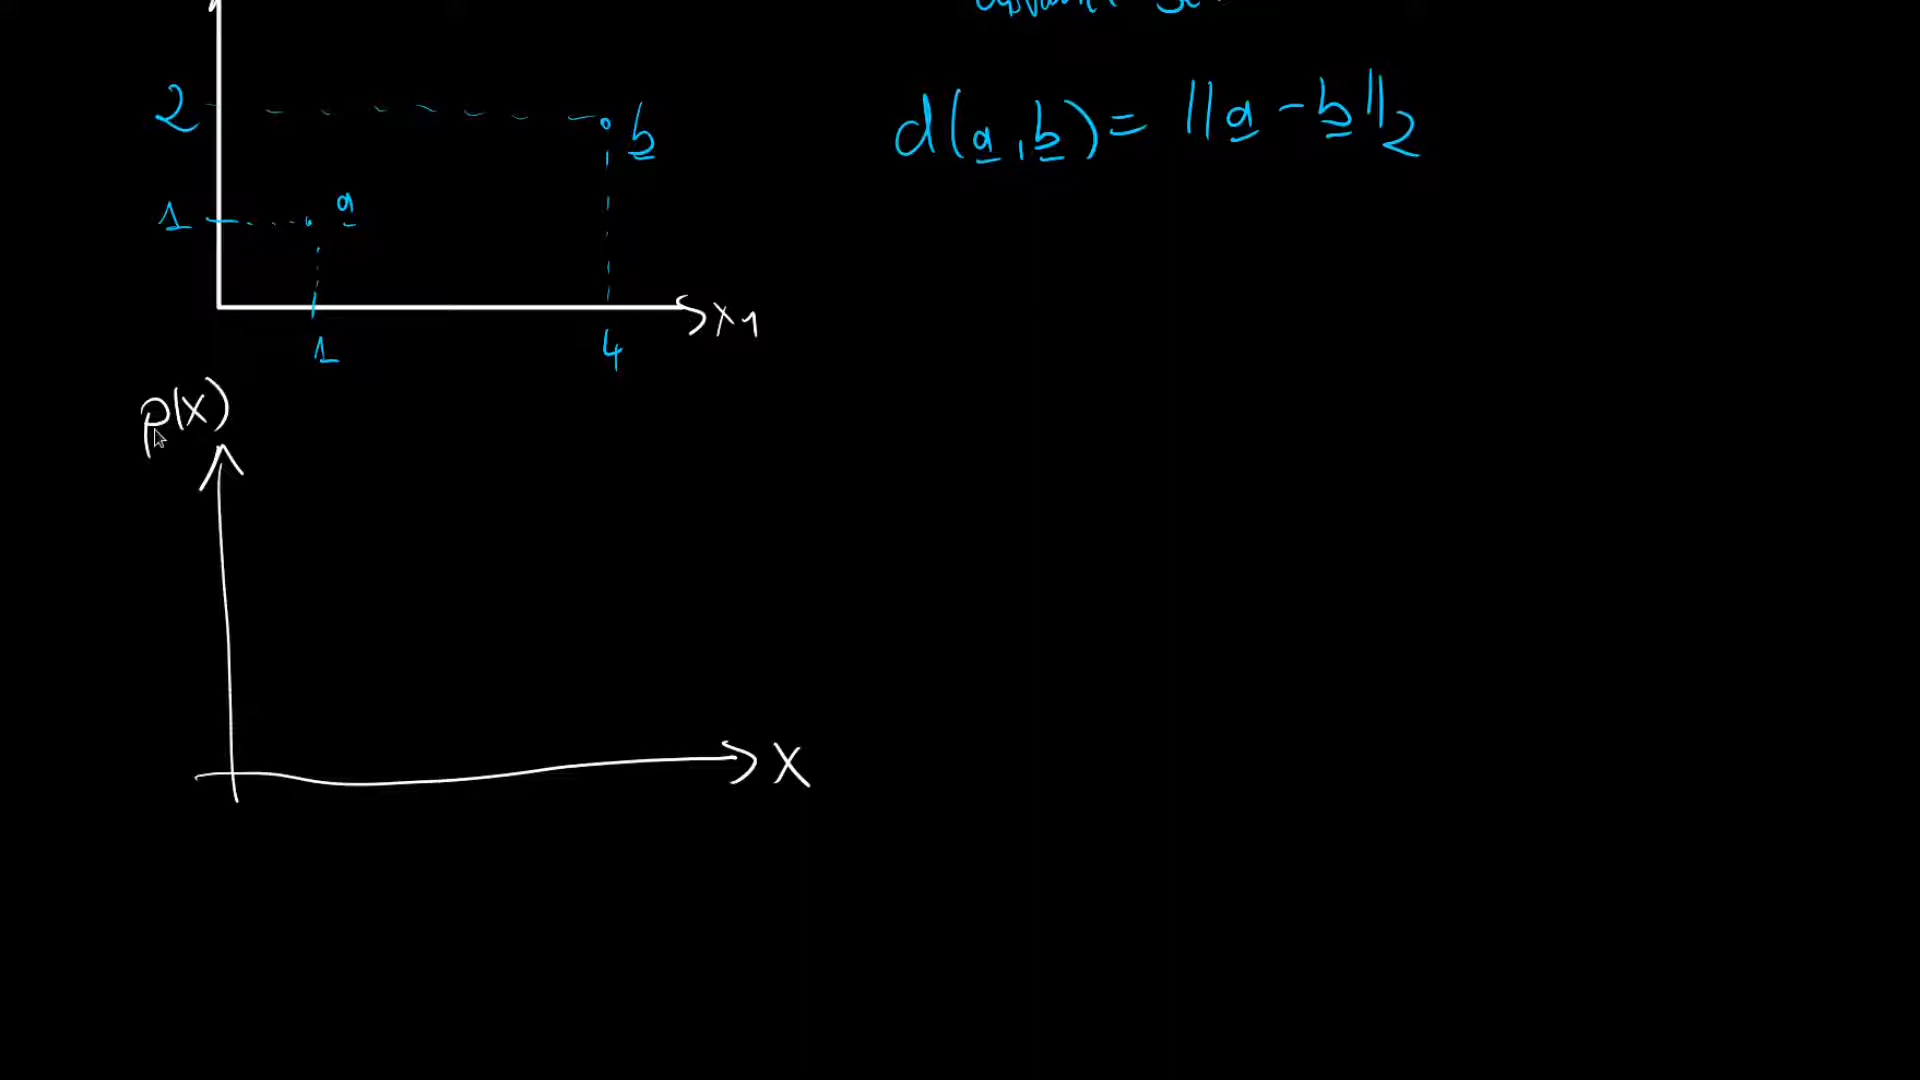 d(a,b) = ||a - b||₂
2
b
1
a
x1
1 4
p(x)
x